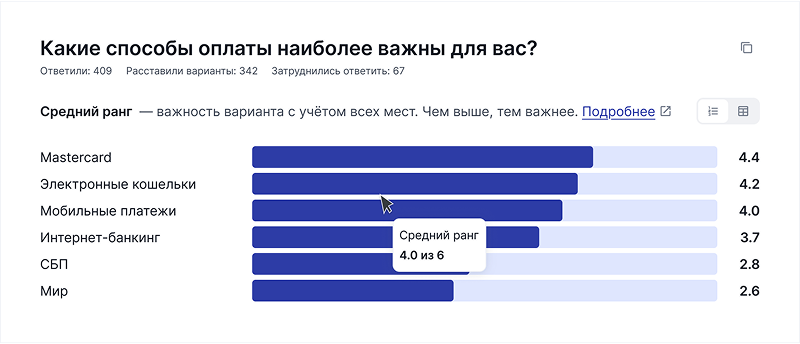 Какие способы оплаты наиболее важны для вас?
Ответили: 409 Расставили варианты: 342 Затруднились ответить: 67
Средний ранг — важность варианта с учётом всех мест. Чем выше, тем важнее. Подробнее
Mastercard 4.4
Электронные кошельки 4.2
Мобильные платежи 4.0
Средний ранг
Интернет-банкинг 3.7
4.0 из 6
СБП 2.8
Мир 2.6